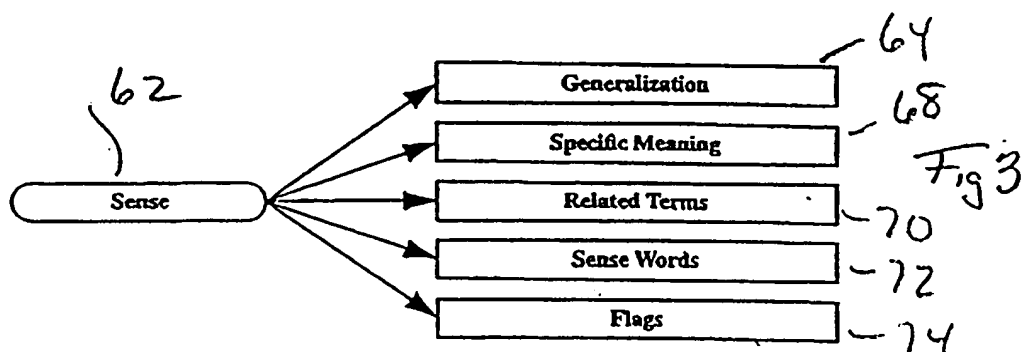 64
Generalization
62
68
Specific Meaning
Fig 3
Sense
Related Terms
70
Sense Words
72
Flags
74